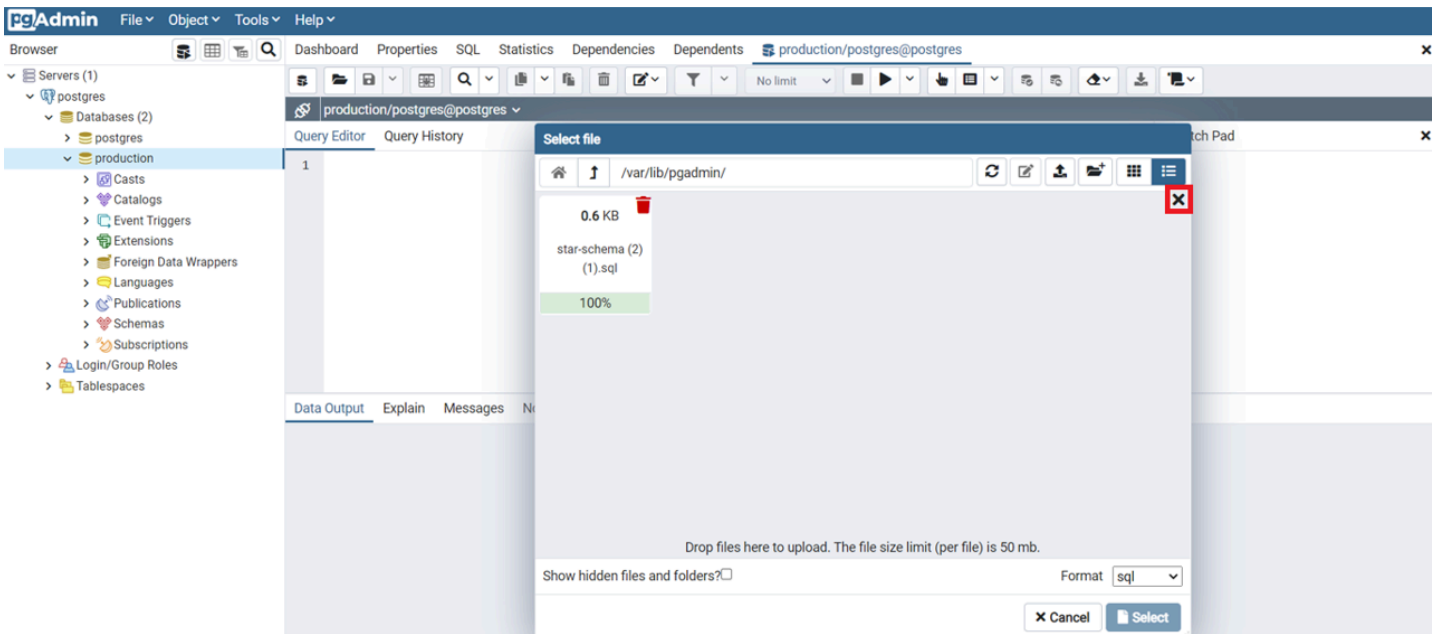 pgAdmin File Object Tools Help
Browser Dashboard Properties SQL Statistics Dependencies Dependents production/postgres@postgres
Servers (1)
No limit
postgres
production/postgres@postgres
Databases (2)
postgres
Query Editor Query History
Select file
tch Pad
production
1
/var/lib/pgadmin/
Casts
Catalogs
0.6 KB
Event Triggers
Extensions
star-schema (2)
(1).sql
Foreign Data Wrappers
Languages
Publications
100%
Schemas
Subscriptions
Login/Group Roles
Tablespaces
Data Output Explain Messages
Drop files here to upload. The file size limit (per file) is 50 mb.
Show hidden files and folders?
Format sql
Cancel
Select